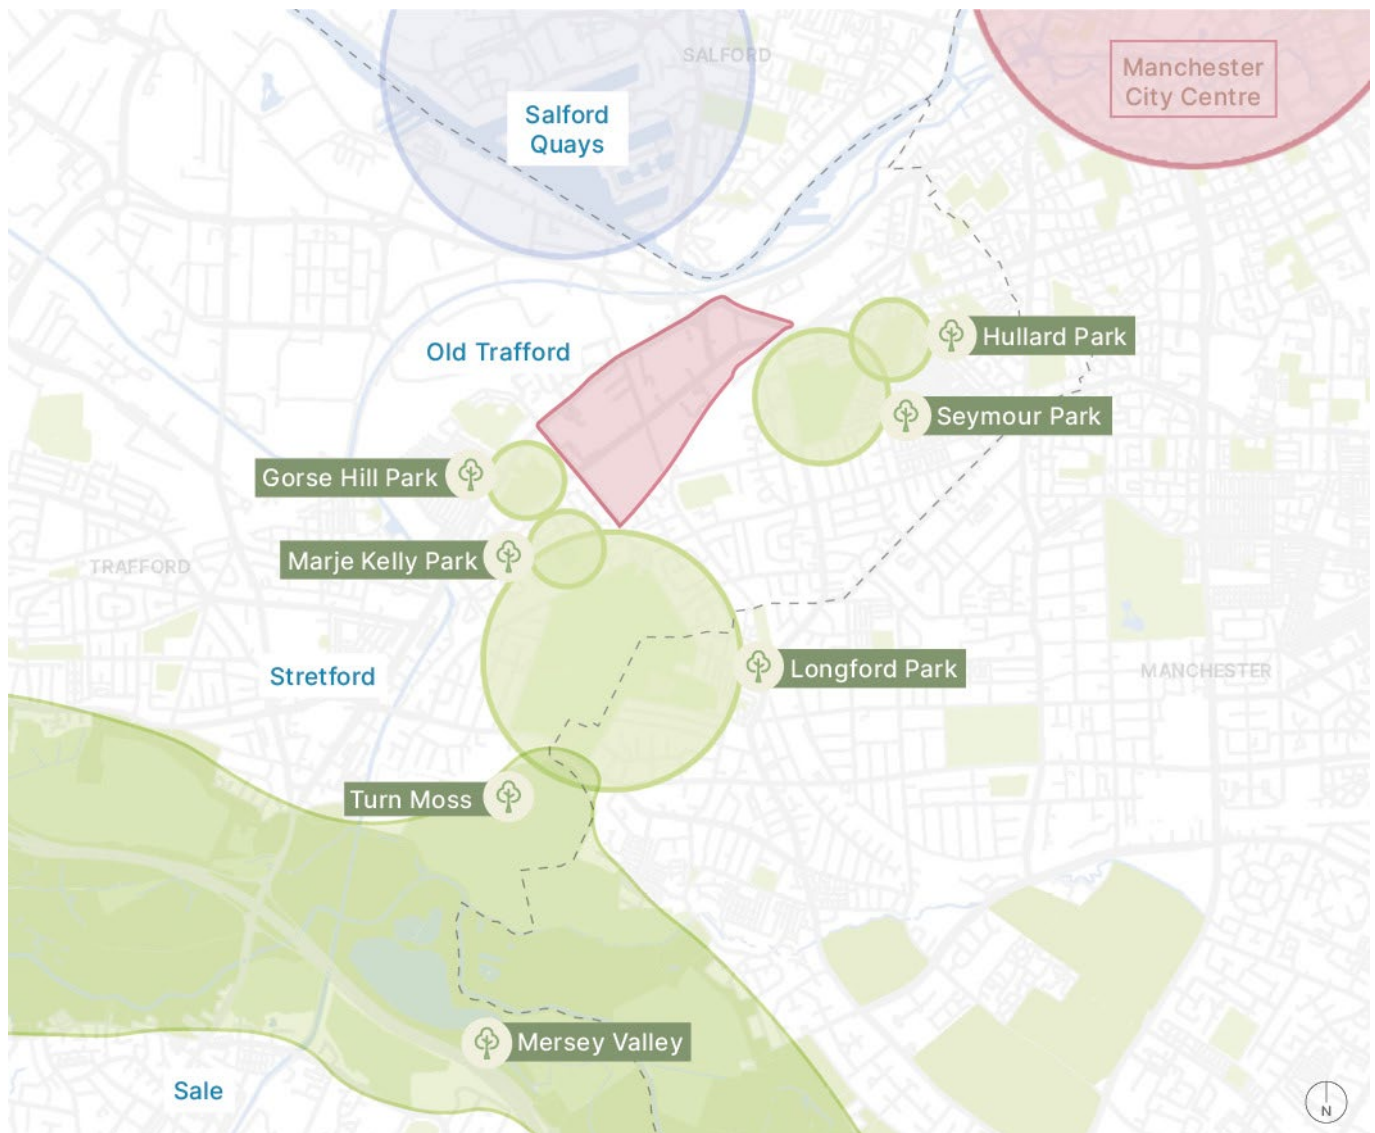 SALFORD
Manchester
City Centre
Salford
Quays
Hullard Park
Old Trafford
Seymour Park
Gorse Hill Park
Marje Kelly Park
TRAFFORD
Longford Park
MANCHESTER
Stretford
Turn Moss
Mersey Valley
Sale
N